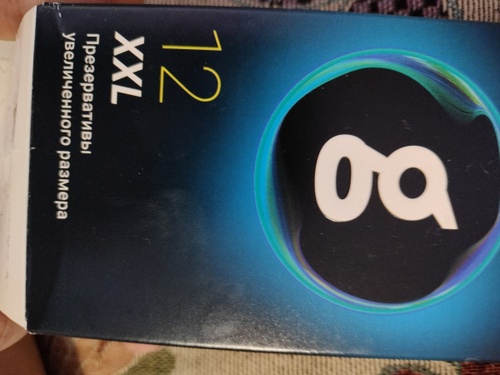 g
12
XXL
Презервативы
увеличенного размера